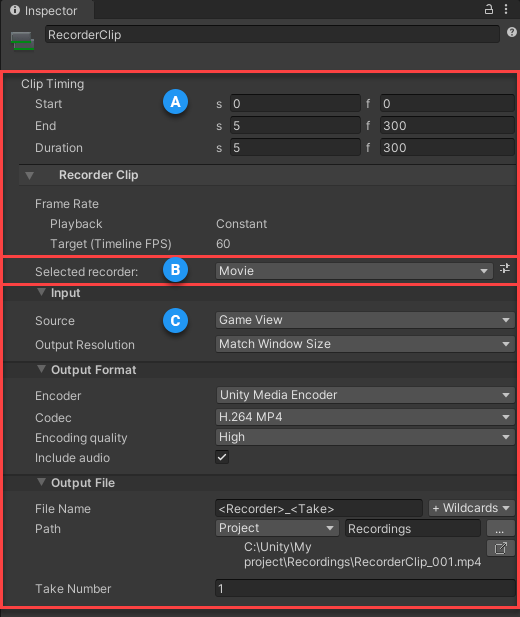 Inspector
RecorderClip
Clip Timing
A
Start s 0 f 0
End s 5 f 300
Duration s 5 f 300
Recorder Clip
Frame Rate
Playback Constant
Target (Timeline FPS) 60
Selected recorder: B Movie
Input
Source C Game View
Output Resolution Match Window Size
Output Format
Encoder Unity Media Encoder
Codec H.264 MP4
Encoding quality High
Include audio
Output File
File Name <Recorder>_<Take> + Wildcards
Path Project Recordings ...
C:\Unity\My
project\Recordings\RecorderClip_001.mp4
Take Number 1